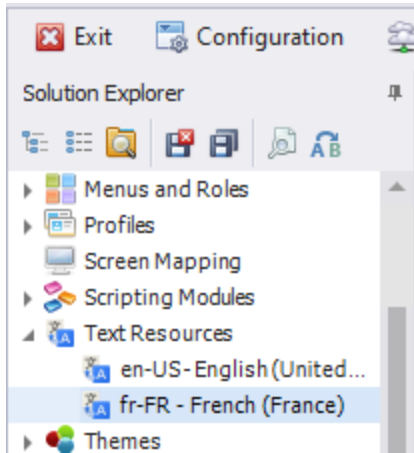 Exit Configuration
Solution Explorer
Menus and Roles
Profiles
Screen Mapping
Scripting Modules
Text Resources
en-US - English (United...
fr-FR - French (France)
Themes